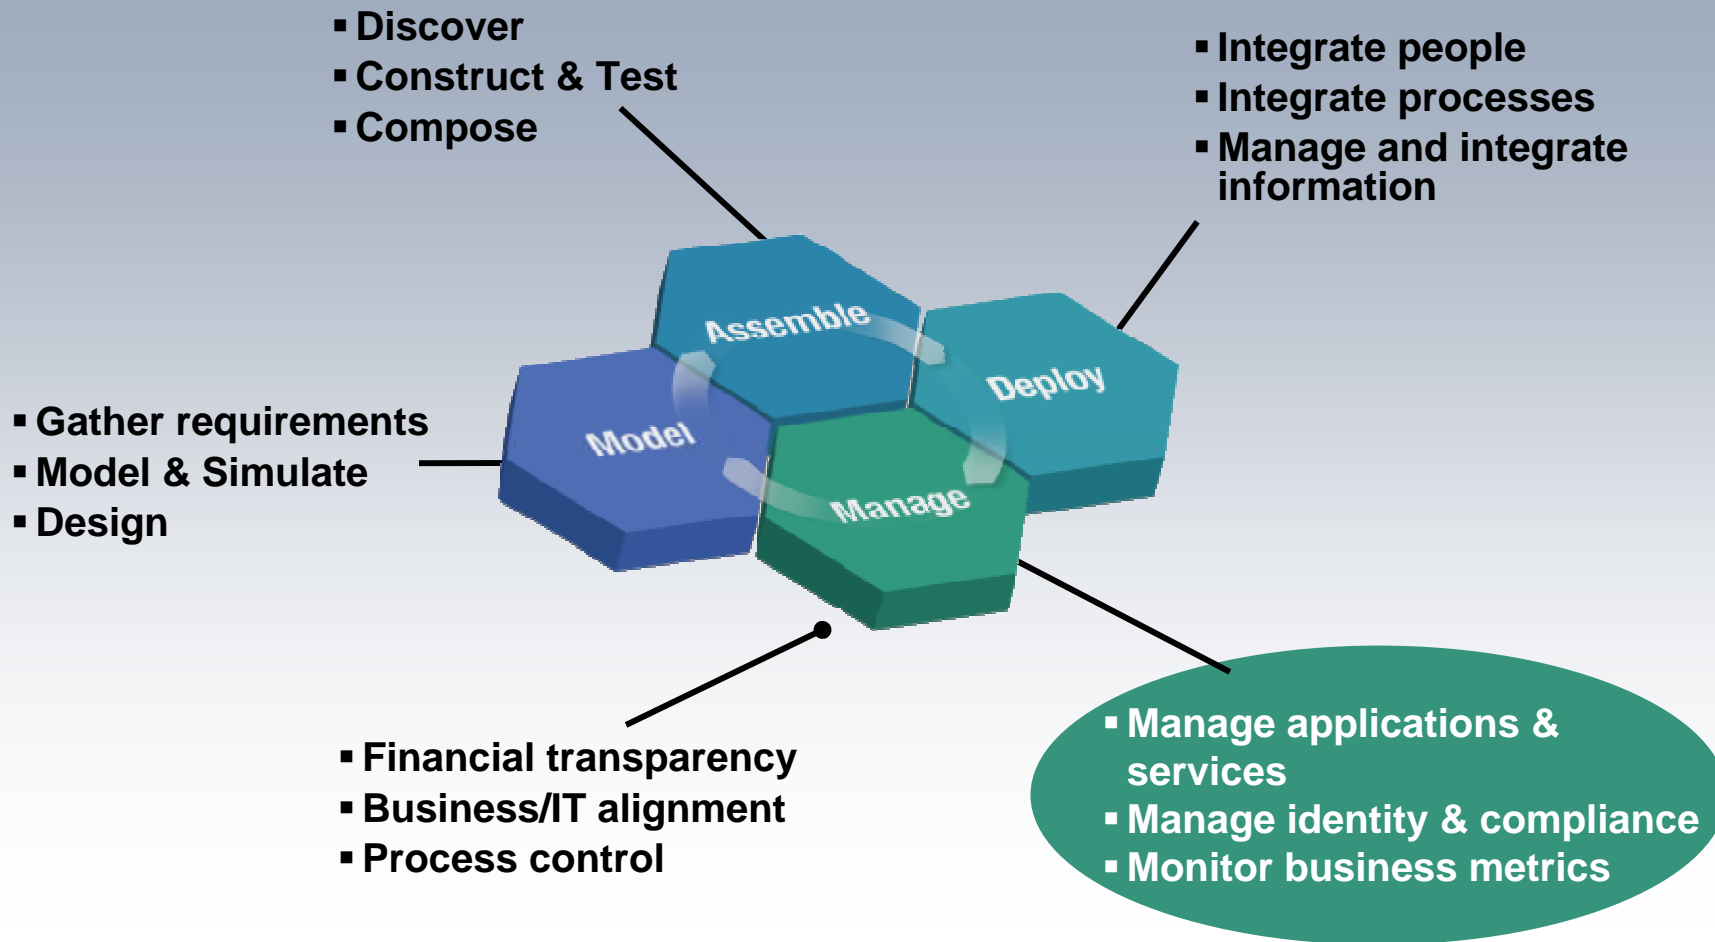 ▪ Discover
▪ Construct & Test
▪ Compose
▪ Integrate people
▪ Integrate processes
▪ Manage and integrate
information
Assemble
Deploy
Model
Manage
▪ Gather requirements
▪ Model & Simulate
▪ Design
▪ Financial transparency
▪ Business/IT alignment
▪ Process control
▪ Manage applications &
services
▪ Manage identity & compliance
▪ Monitor business metrics